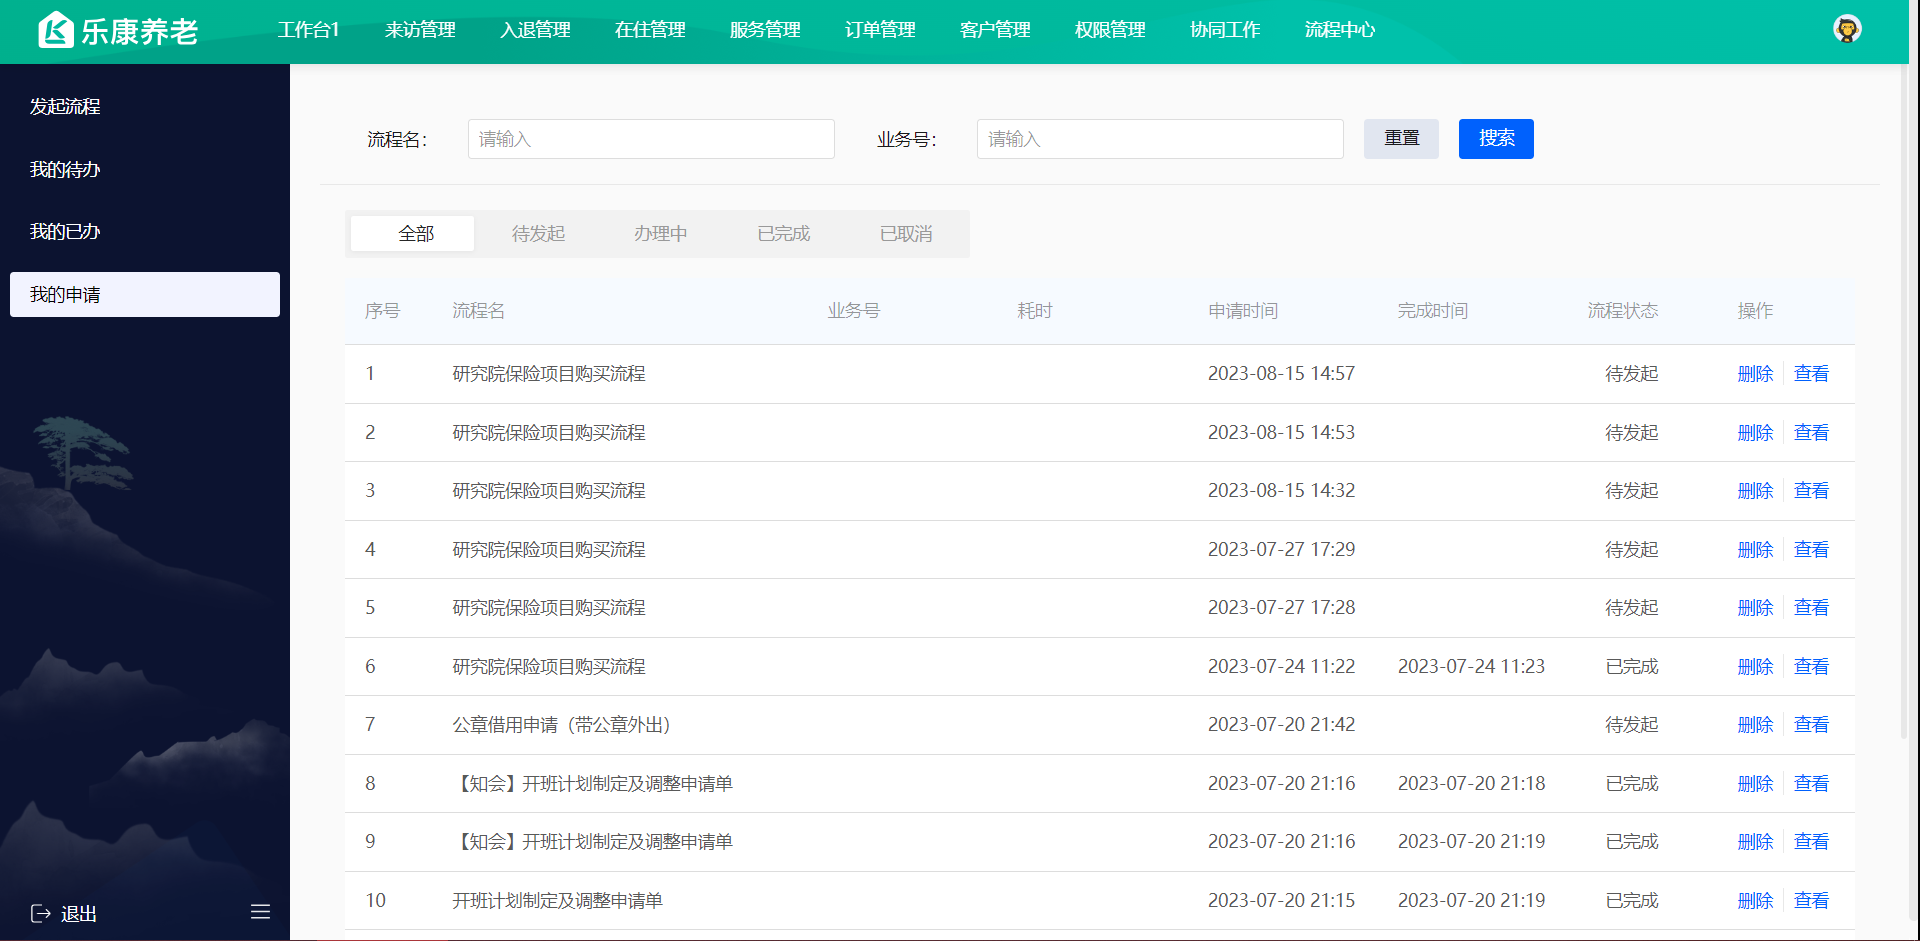 乐康养老 工作台1 来访管理 入退管理 在住管理 服务管理 订单管理 客户管理 权限管理 协同工作 流程中心
发起流程
我的待办
我的已办
我的申请
退出
流程名： 请输入 业务号： 请输入 重置 搜索
全部 待发起 办理中 已完成 已取消
序号 流程名 业务号 耗时 申请时间 完成时间 流程状态 操作
1 研究院保险项目购买流程 2023-08-15 14:57 待发起 删除 查看
2 研究院保险项目购买流程 2023-08-15 14:53 待发起 删除 查看
3 研究院保险项目购买流程 2023-08-15 14:32 待发起 删除 查看
4 研究院保险项目购买流程 2023-07-27 17:29 待发起 删除 查看
5 研究院保险项目购买流程 2023-07-27 17:28 待发起 删除 查看
6 研究院保险项目购买流程 2023-07-24 11:22 2023-07-24 11:23 已完成 删除 查看
7 公章借用申请（带公章外出） 2023-07-20 21:42 待发起 删除 查看
8 【知会】开班计划制定及调整申请单 2023-07-20 21:16 2023-07-20 21:18 已完成 删除 查看
9 【知会】开班计划制定及调整申请单 2023-07-20 21:16 2023-07-20 21:19 已完成 删除 查看
10 开班计划制定及调整申请单 2023-07-20 21:15 2023-07-20 21:19 已完成 删除 查看